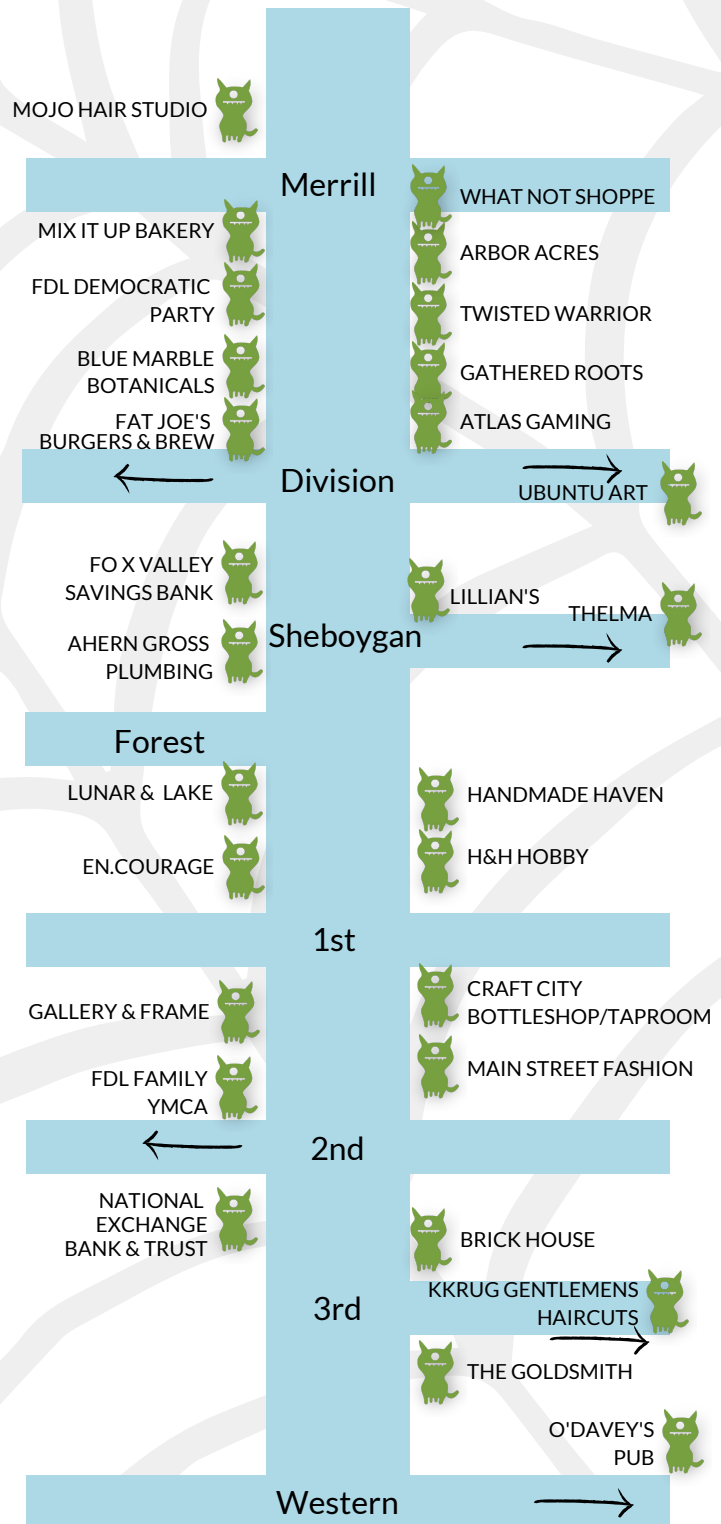 MOJO HAIR STUDIO
Merrill
WHAT NOT SHOPPE
MIX IT UP BAKERY
ARBOR ACRES
FDL DEMOCRATIC
PARTY
TWISTED WARRIOR
BLUE MARBLE
BOTANICALS
GATHERED ROOTS
FAT JOE'S
BURGERS & BREW
ATLAS GAMING
Division
UBUNTU ART
FO X VALLEY
SAVINGS BANK
LILLIAN'S
THELMA
Sheboygan
AHERN GROSS
PLUMBING
Forest
LUNAR & LAKE
HANDMADE HAVEN
EN.COURAGE
H&H HOBBY
1st
GALLERY & FRAME
CRAFT CITY
BOTTLESHOP/TAPROOM
FDL FAMILY
YMCA
MAIN STREET FASHION
2nd
NATIONAL
EXCHANGE
BANK & TRUST
BRICK HOUSE
KKRUG GENTLEMENS
HAIRCUTS
3rd
THE GOLDSMITH
O'DAVEY'S
PUB
Western